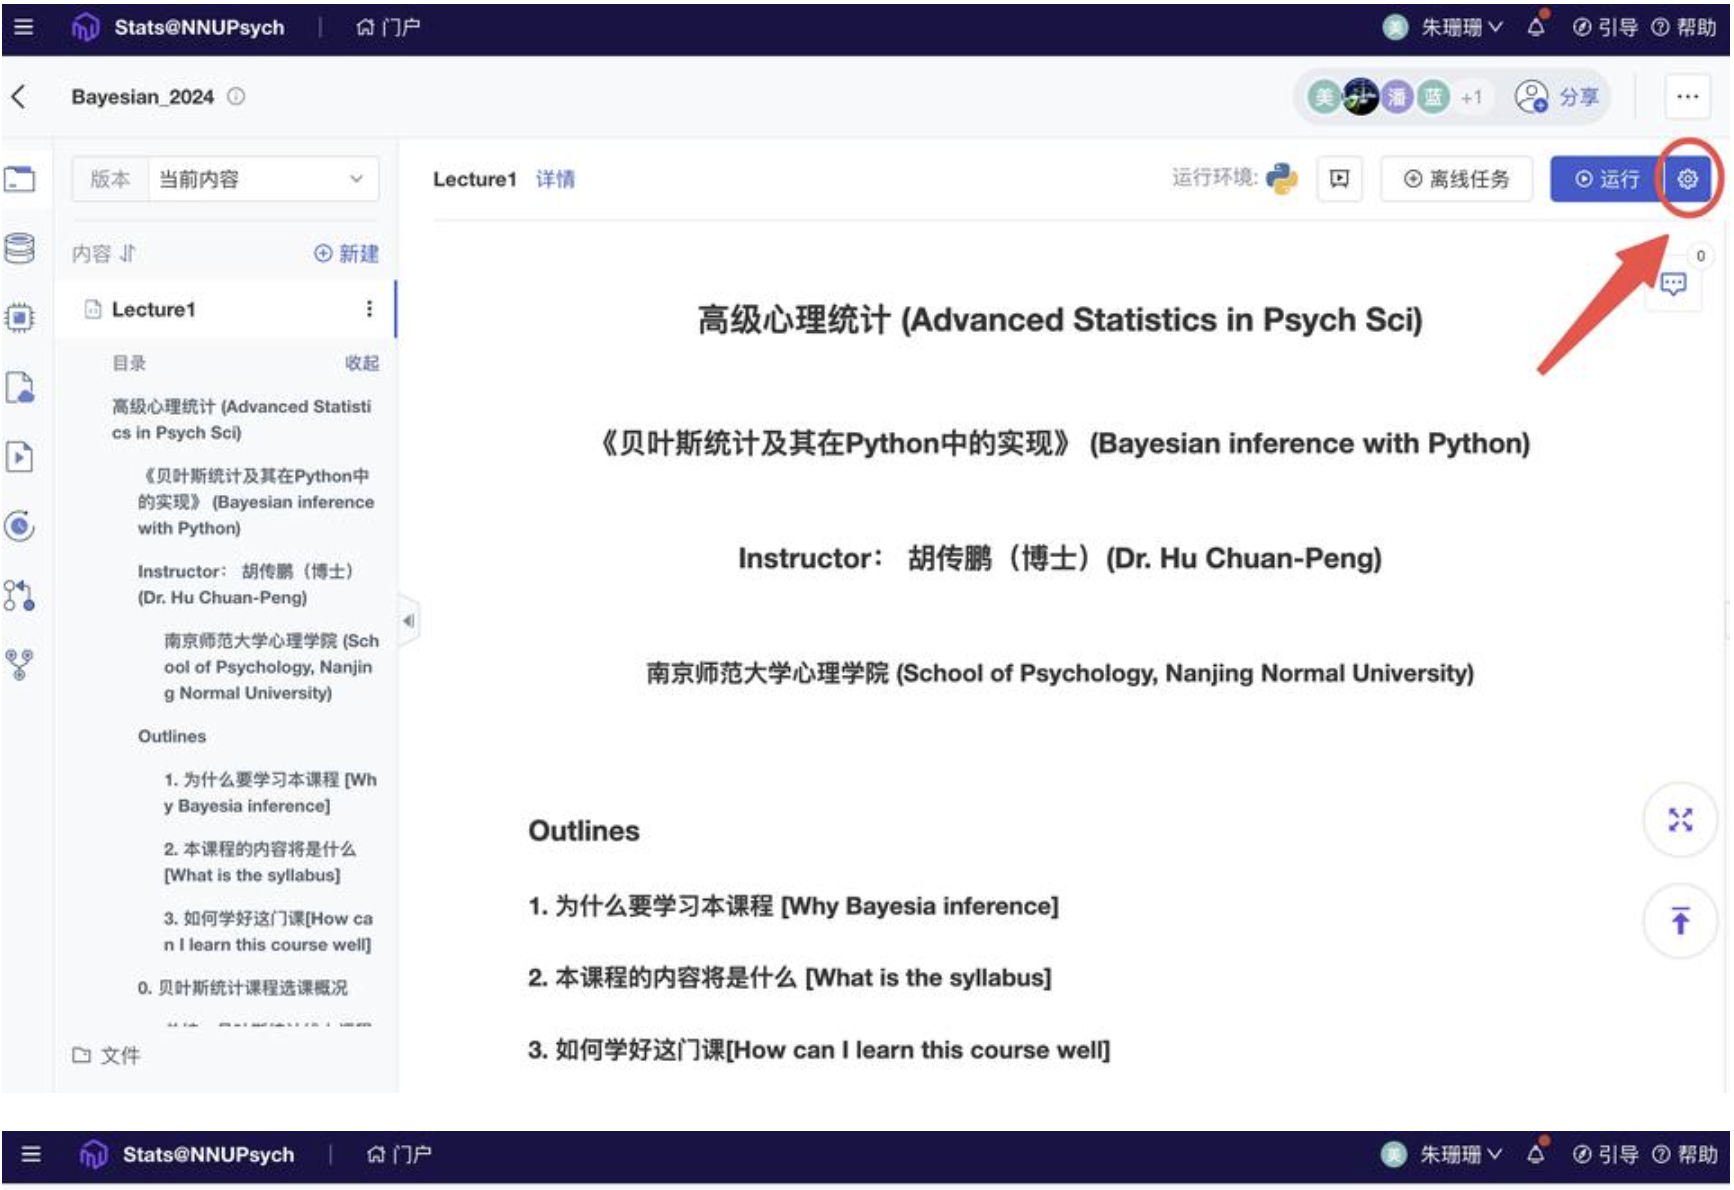 Stats@NNUPsych
门户
朱珊珊
引导
帮助
Bayesian_2024
美
潘
蓝
+1
分享
...
版本
当前内容
Lecture1 详情
运行环境:
离线任务
运行
内容
新建
0
Lecture1
目录
收起
高级心理统计 (Advanced Statisti
cs in Psych Sci)
《贝叶斯统计及其在Python中
的实现》 (Bayesian inference
with Python)
Instructor： 胡传鹏（博士）
(Dr. Hu Chuan-Peng)
南京师范大学心理学院 (Sch
ool of Psychology, Nanjin
g Normal University)
Outlines
1. 为什么要学习本课程 [Wh
y Bayesia inference]
2. 本课程的内容将是什么
[What is the syllabus]
3. 如何学好这门课[How ca
n I learn this course well]
0. 贝叶斯统计课程选课概况
文件
高级心理统计 (Advanced Statistics in Psych Sci)
《贝叶斯统计及其在Python中的实现》 (Bayesian inference with Python)
Instructor： 胡传鹏（博士）(Dr. Hu Chuan-Peng)
南京师范大学心理学院 (School of Psychology, Nanjing Normal University)
Outlines
1. 为什么要学习本课程 [Why Bayesia inference]
2. 本课程的内容将是什么 [What is the syllabus]
3. 如何学好这门课[How can I learn this course well]
Stats@NNUPsych
门户
美
朱珊珊
引导
帮助